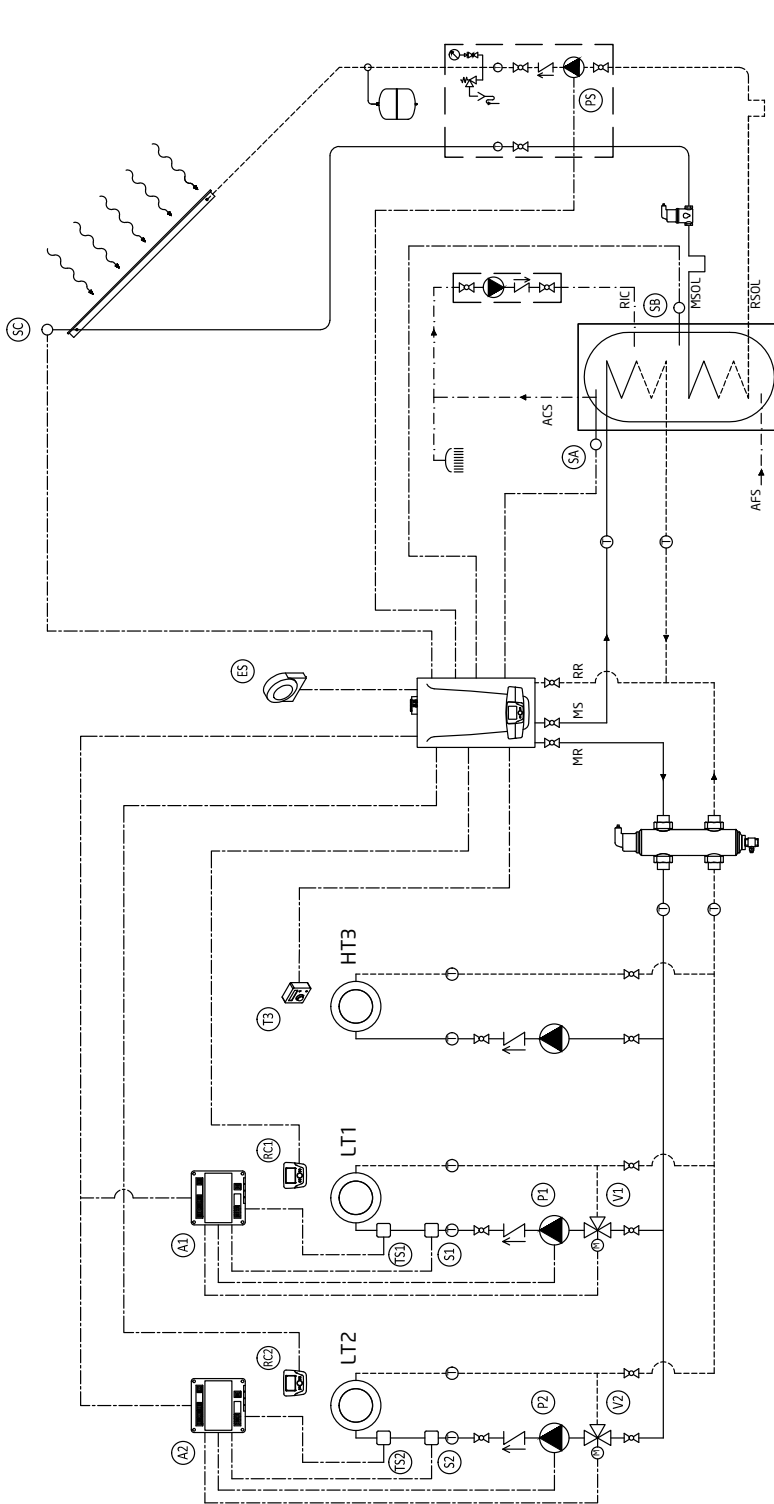 SC
A2
A1
ES
RC2
RC1
T3
LT2
LT1
HT3
TS2
TS1
S2
S1
P2
P1
ACS
MR
MS
RR
SA
PS
M
M
T
V2
V1
RIC
SB
T
T
MSOL
T
AFS
RSOL